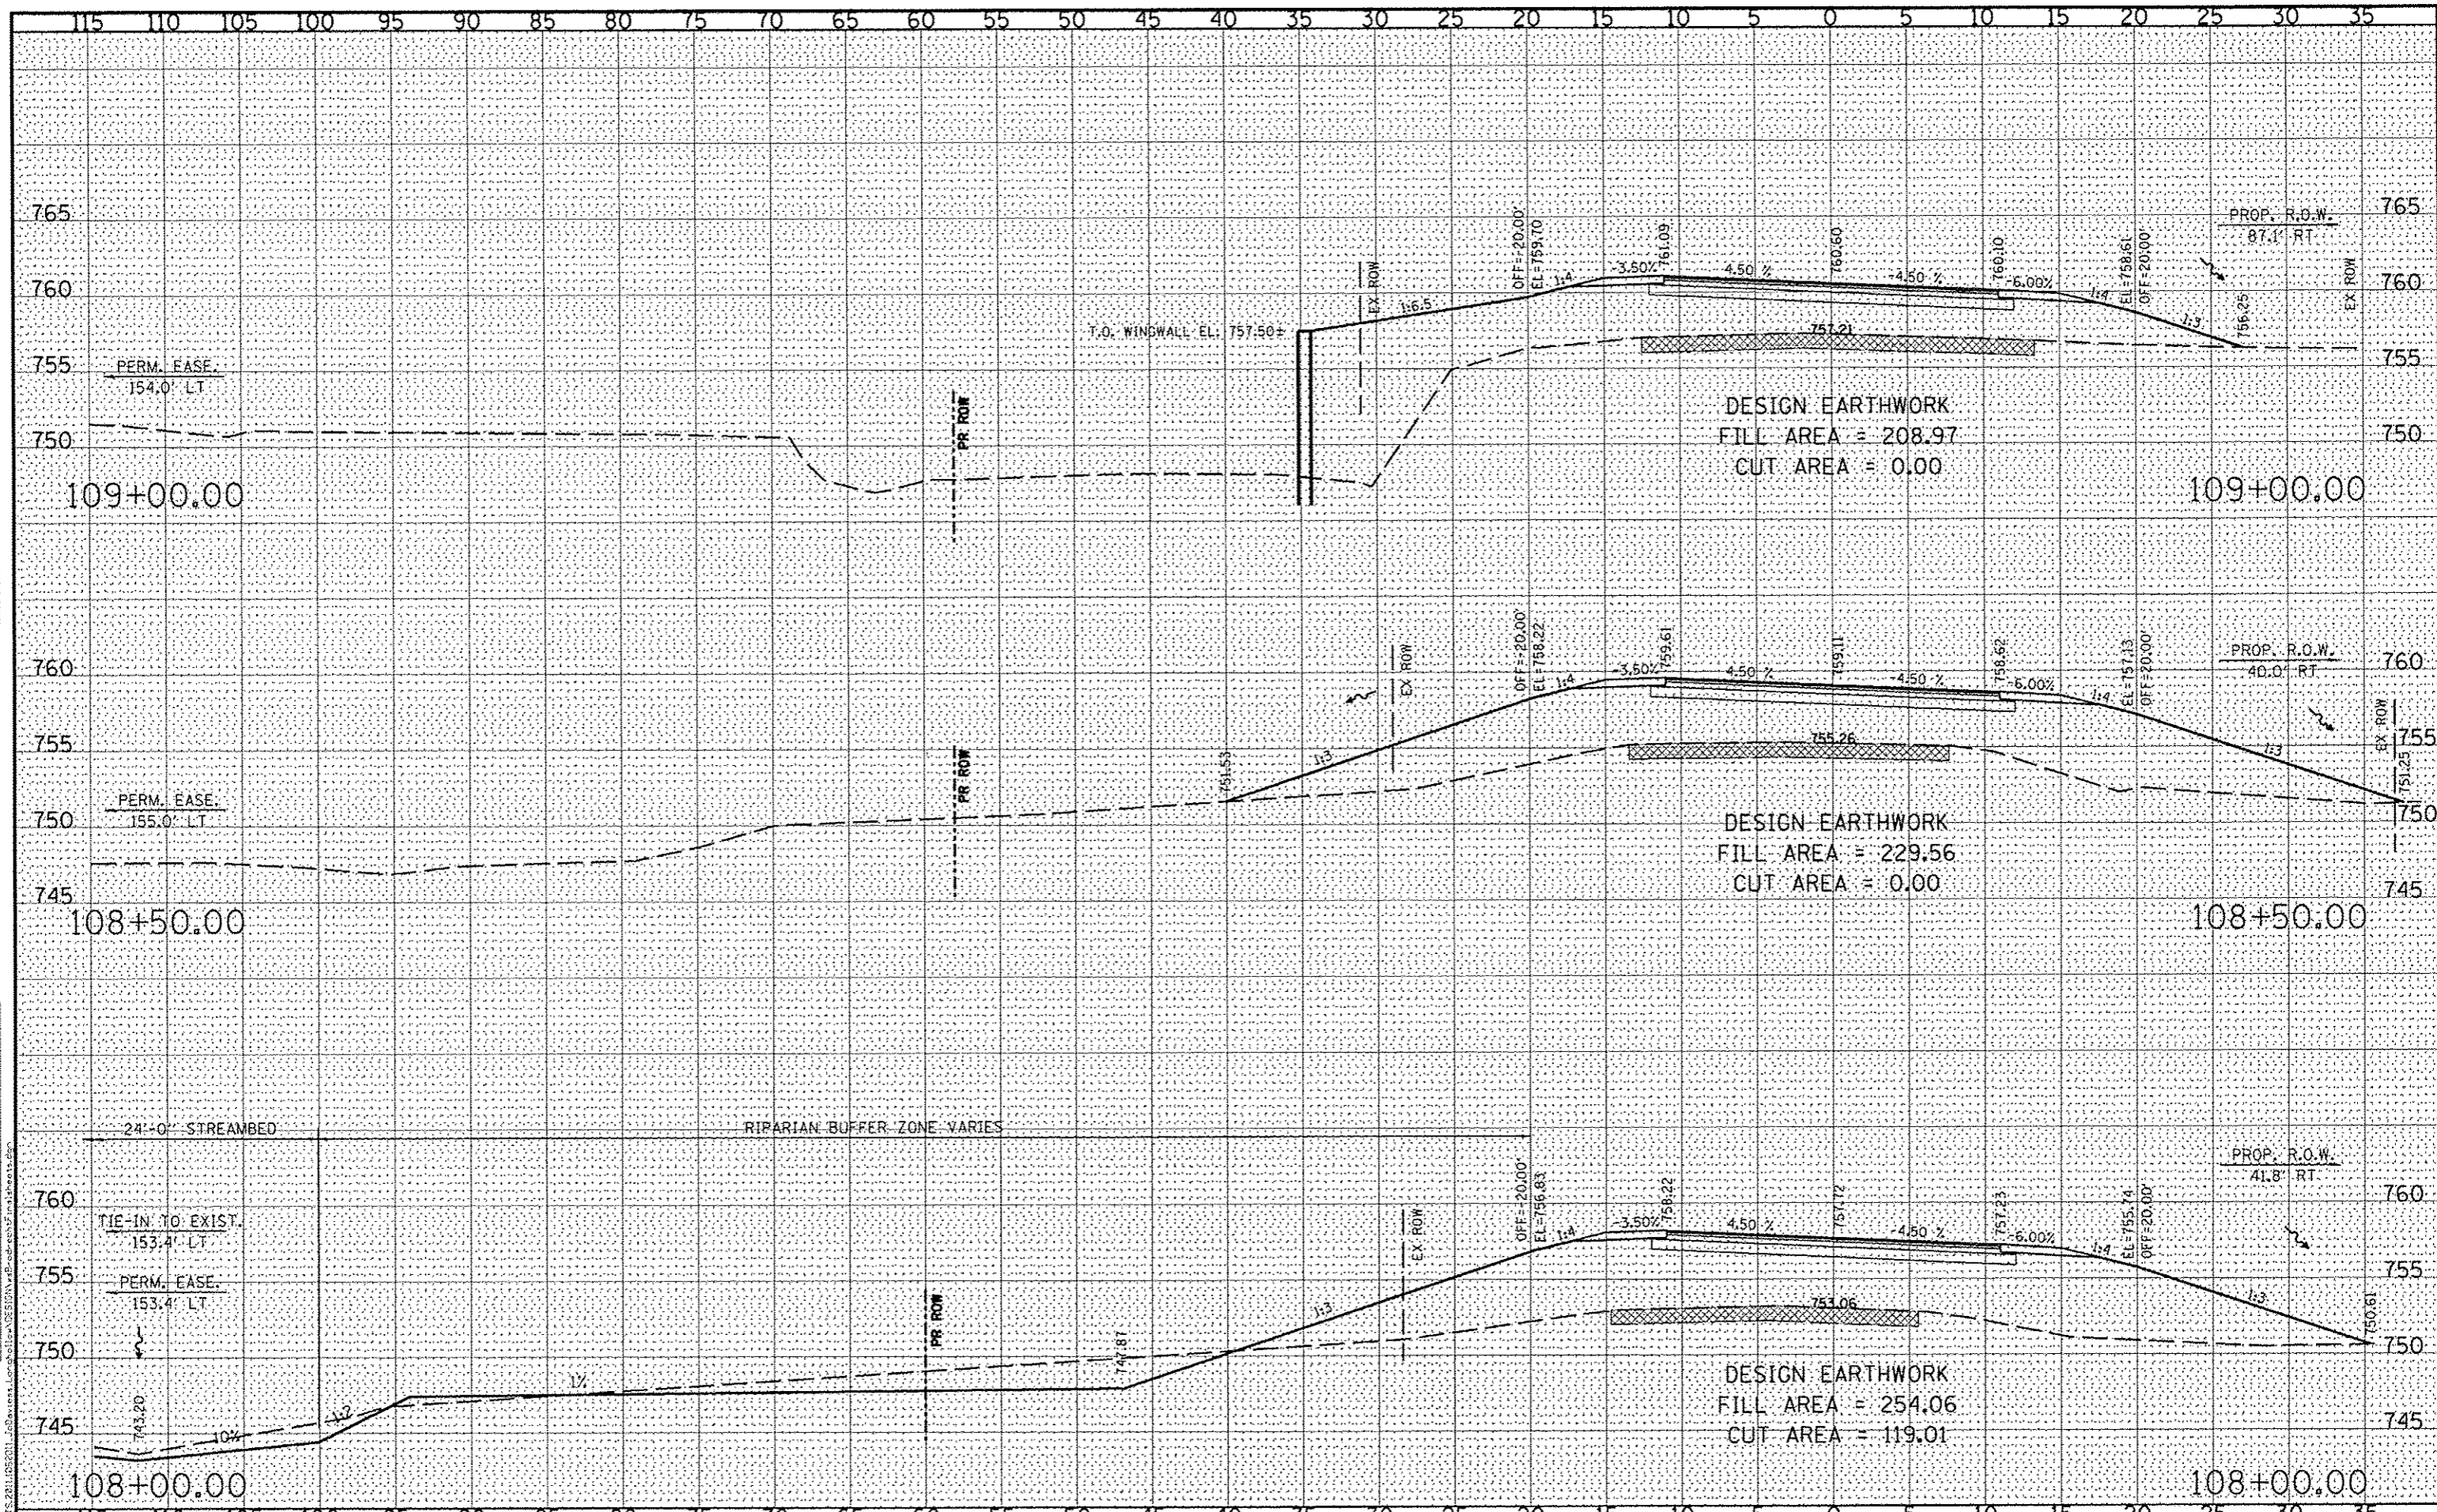 115 110 105 100 95 90 85 80 75 70 65 60 55 50 45 40 35 30 25 20 15 10 5 0 5 10 15 20 25 30 35
765
765
PROP. R.O.W.
87.1' RT
OFF=-20.00'
EL=759.70
761.09
760.60
760.10
EL=758.61
OFF=20.00'
756.25
EX ROW
EX ROW
760
1:6.5
1:4
-3.50%
4.50 %
-4.50 %
-6.00%
1:4
1:3
760
T.O. WINGWALL EL. 757.50±
757.21
755
755
PERM. EASE.
154.0' LT
PR ROW
DESIGN EARTHWORK
FILL AREA = 208.97
CUT AREA = 0.00
750
750
109+00.00
109+00.00
OFF=-20.00'
EL=758.22
759.61
759.11
758.62
EL=757.13
OFF=20.00'
PROP. R.O.W.
40.0' RT
760
760
EX ROW
1:4
-3.50%
4.50 %
-4.50 %
-6.00%
1:4
EX ROW
755
755
751.53
1:3
755.26
1:3
751.25
PR ROW
PERM. EASE.
155.0' LT
750
750
DESIGN EARTHWORK
FILL AREA = 229.56
CUT AREA = 0.00
745
745
108+50.00
108+50.00
24'-0" STREAMBED
RIPARIAN BUFFER ZONE VARIES
PROP. R.O.W.
41.8' RT
OFF=-20.00'
EL=756.83
758.22
757.72
757.23
EL=755.74
OFF=20.00'
760
760
TIE-IN TO EXIST.
153.4' LT
EX ROW
1:4
-3.50%
4.50 %
-4.50 %
-6.00%
1:4
755
755
PERM. EASE.
153.4' LT
1:3
753.06
1:3
750.61
PR ROW
747.87
750
750
743.20
10%
1:2
1%
DESIGN EARTHWORK
FILL AREA = 254.06
CUT AREA = 119.01
745
745
108+00.00
108+00.00